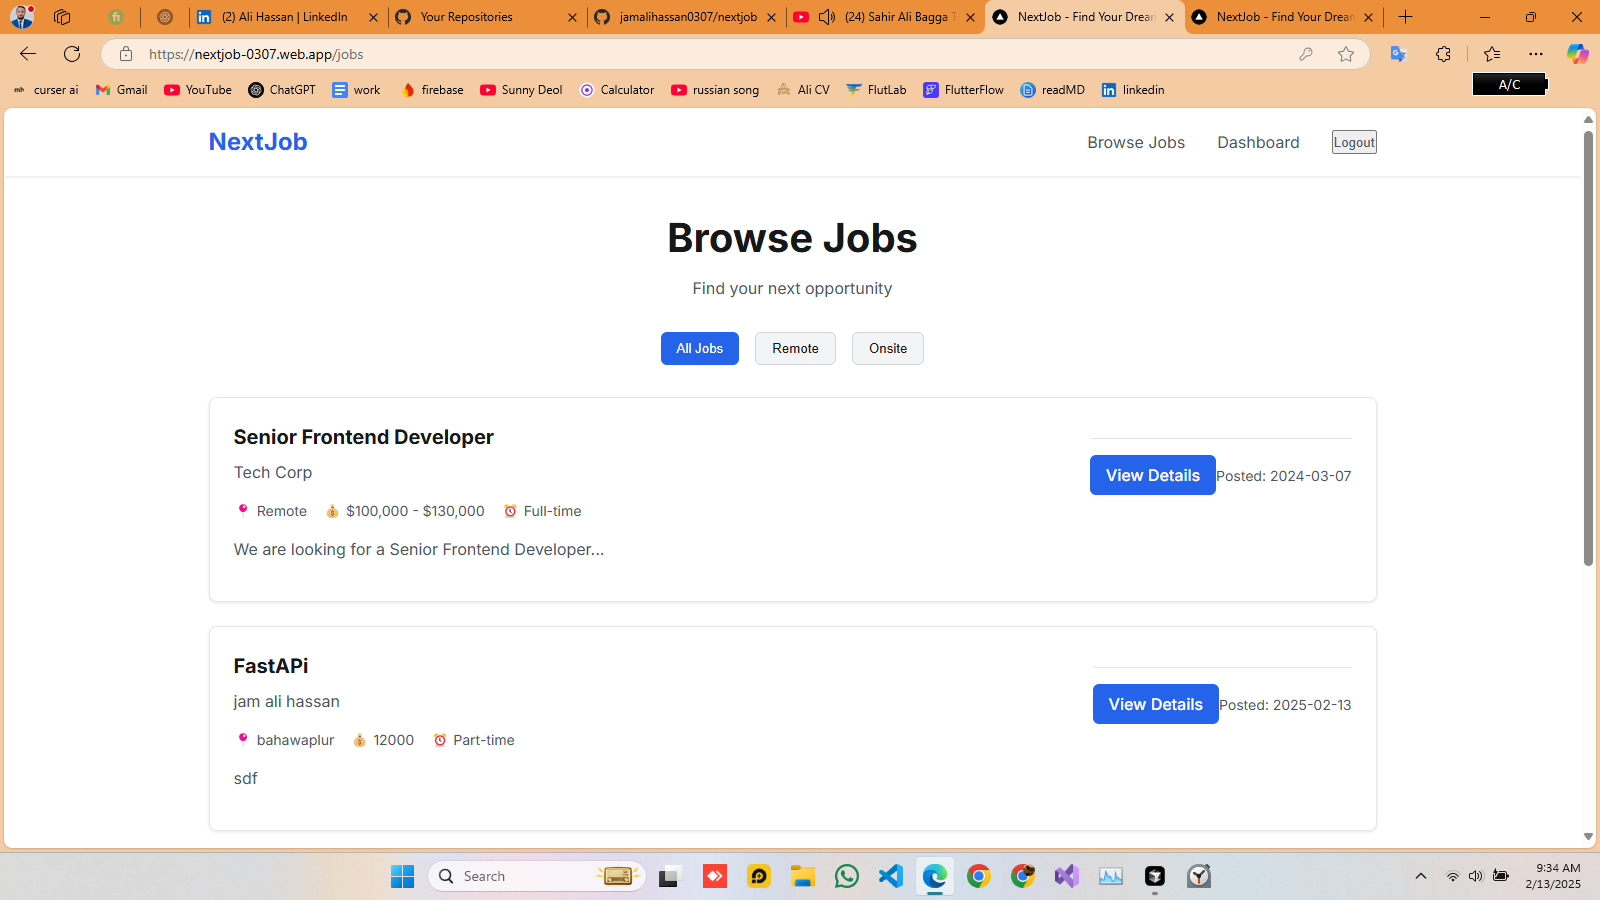 (2) Ali Hassan | LinkedIn
Your Repositories
jamalihassan0307/nextjob
(24) Sahir Ali Bagga T
NextJob - Find Your Dream
NextJob - Find Your Dream
https://nextjob-0307.web.app/jobs
curser ai
Gmail
YouTube
ChatGPT
work
firebase
Sunny Deol
Calculator
russian song
Ali CV
FlutLab
FlutterFlow
readMD
linkedin
A/C
NextJob
Browse Jobs
Dashboard
Logout
Browse Jobs
Find your next opportunity
All Jobs
Remote
Onsite
Senior Frontend Developer
Tech Corp
Remote
$100,000 - $130,000
Full-time
We are looking for a Senior Frontend Developer...
View Details
Posted: 2024-03-07
FastAPi
jam ali hassan
bahawaplur
12000
Part-time
sdf
View Details
Posted: 2025-02-13
Search
9:34 AM
2/13/2025